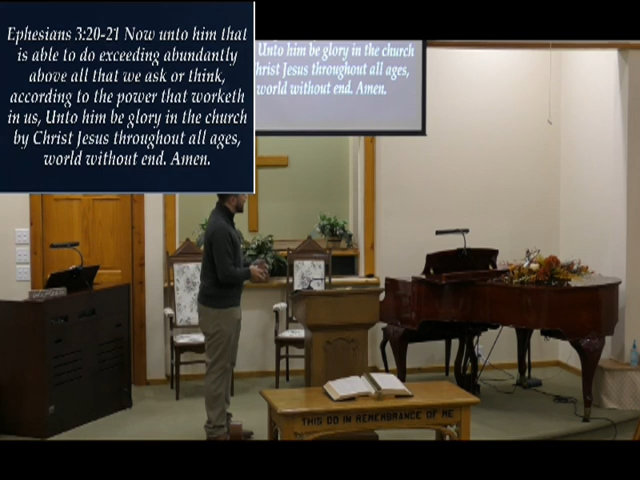 Ephesians 3:20-21 Now unto him that
is able to do exceeding abundantly
above all that we ask or think,
according to the power that worketh
in us, Unto him be glory in the church
by Christ Jesus throughout all ages,
world without end. Amen.
Unto him be glory in the church
Christ Jesus throughout all ages,
world without end. Amen.
THIS DO IN REMEMBRANCE OF ME